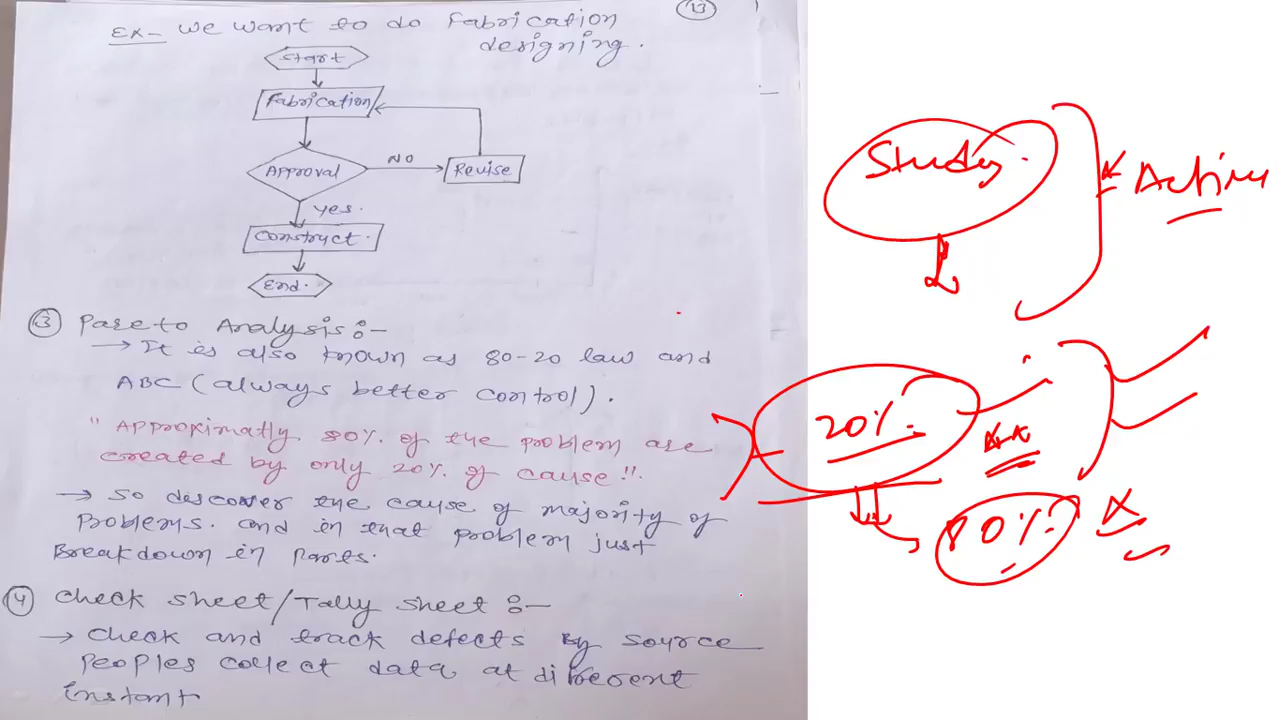 13
Ex- We want to do Fabrication
designing.
Start
Fabrication
Approval
NO
Revise
Yes.
Construct.
End.
③ Pareto Analysis :-
→ It is also known as 80-20 law and
ABC (always better control).
" Approximatly 80% of the problem are
created by only 20% of cause !!.
→ So discover the cause of majority of
Problems. and in that problem just
Breakdown in Parts.
④ Check sheet/Tally sheet :-
→ Check and track defects by source
Peoples collect data at different
instant
Study.
Active
20%.
80%.